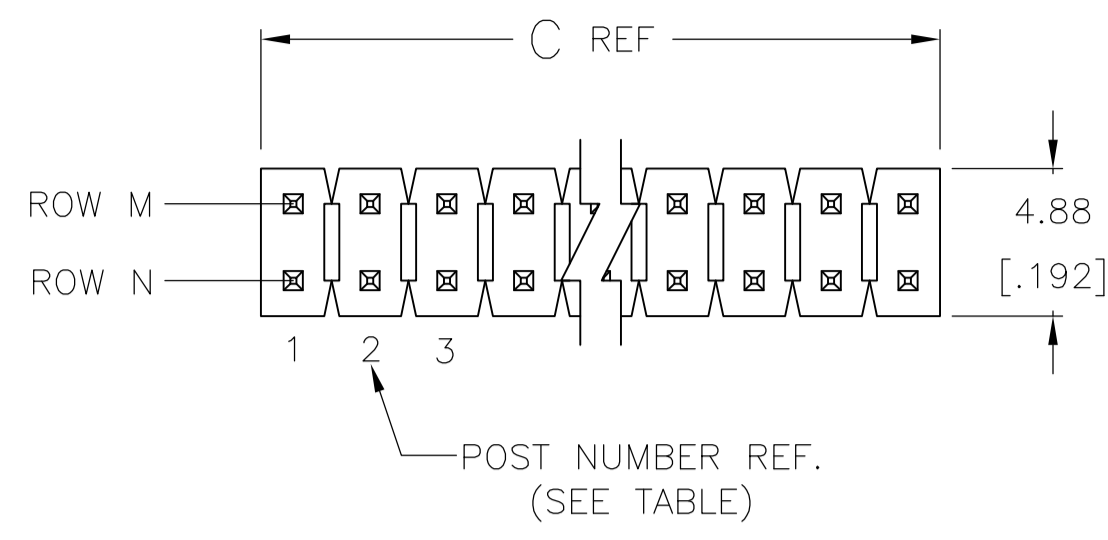 C REF
ROW M
4.88
ROW N
[.192]
1 2 3
POST NUMBER REF.
(SEE TABLE)